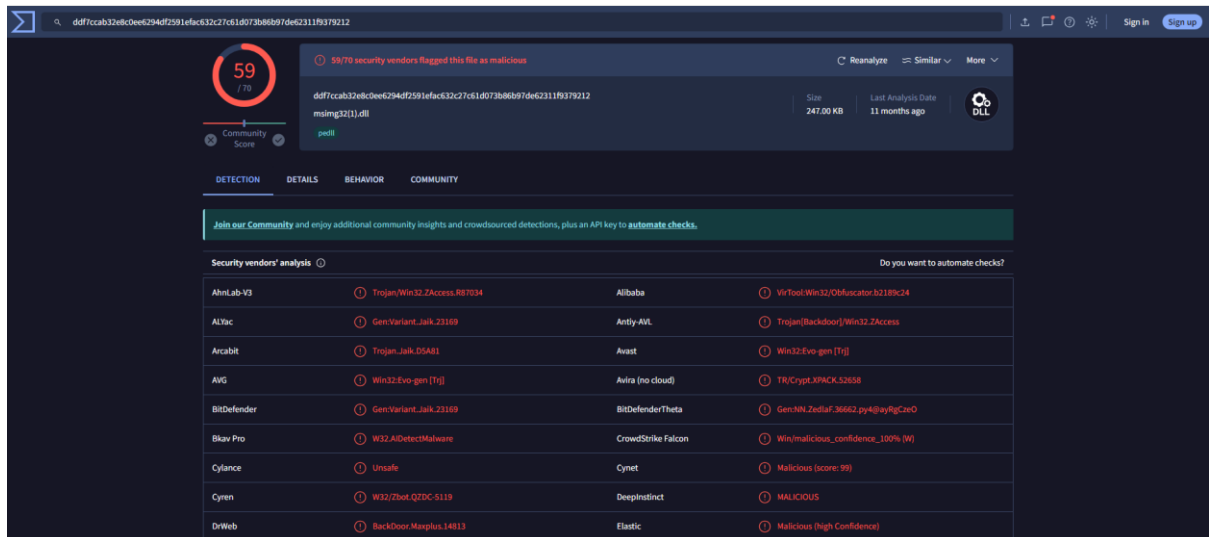 ddf7ccab32e8c0ee6294df2591efac632c27c61d073b86b97de62311f9379212
Sign in Sign up
59
/ 70
Community
Score
59/70 security vendors flagged this file as malicious
Reanalyze Similar More
ddf7ccab32e8c0ee6294df2591efac632c27c61d073b86b97de62311f9379212
msimg32(1).dll
pedll
Size
247.00 KB
Last Analysis Date
11 months ago
DLL
DETECTION DETAILS BEHAVIOR COMMUNITY
Join our Community and enjoy additional community insights and crowdsourced detections, plus an API key to automate checks.
Security vendors' analysis Do you want to automate checks?
AhnLab-V3 Trojan/Win32.ZAccess.R87034 Alibaba VirTool:Win32/Obfuscator.b2189c24
ALYac Gen:Variant.Jaik.23169 Antiy-AVL Trojan[Backdoor]/Win32.ZAccess
Arcabit Trojan.Jaik.D5A81 Avast Win32:Evo-gen [Trj]
AVG Win32:Evo-gen [Trj] Avira (no cloud) TR/Crypt.XPACK.52658
BitDefender Gen:Variant.Jaik.23169 BitDefenderTheta Gen:NN.ZedlaF.36662.py4@ayRgCzeO
Bkav Pro W32.AIDetectMalware CrowdStrike Falcon Win/malicious_confidence_100% (W)
Cylance Unsafe Cynet Malicious (score: 99)
Cyren W32/Zbot.QZDC-5119 DeepInstinct MALICIOUS
DrWeb BackDoor.Maxplus.14813 Elastic Malicious (high Confidence)